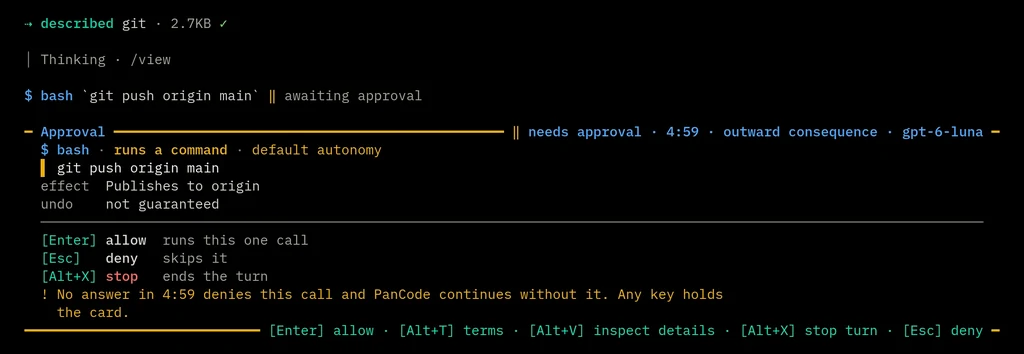 ⇢ described git · 2.7KB ✓
│ Thinking · /view
$ bash `git push origin main` ‖ awaiting approval
Approval ‖ needs approval · 4:59 · outward consequence · gpt-6-luna
$ bash · runs a command · default autonomy
git push origin main
effect Publishes to origin
undo not guaranteed
[Enter] allow runs this one call
[Esc] deny skips it
[Alt+X] stop ends the turn
! No answer in 4:59 denies this call and PanCode continues without it. Any key holds
the card.
[Enter] allow · [Alt+T] terms · [Alt+V] inspect details · [Alt+X] stop turn · [Esc] deny